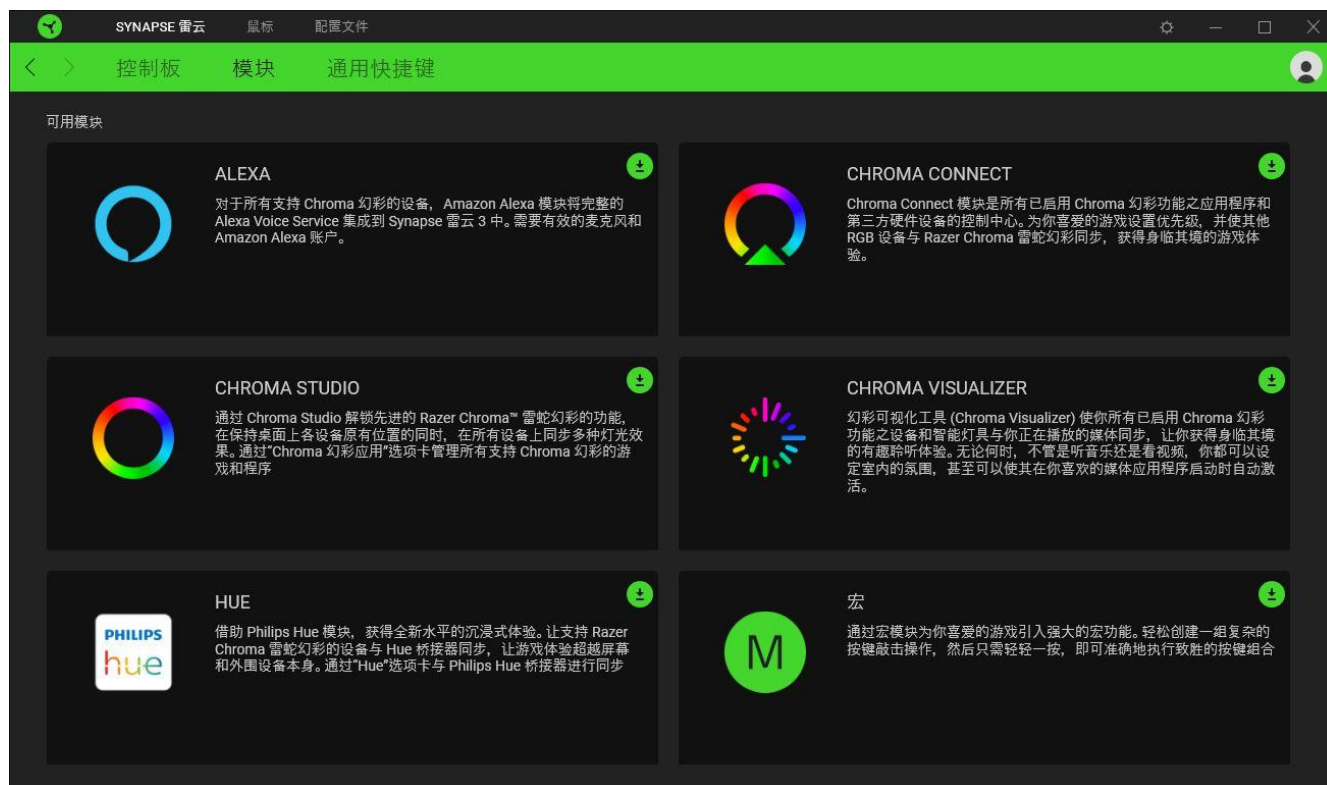 SYNAPSE 雷云 鼠标 配置文件
控制板 模块 通用快捷键
可用模块
ALEXA
对于所有支持 Chroma 幻彩的设备，Amazon Alexa 模块将完整的
Alexa Voice Service 集成到 Synapse 雷云 3 中。需要有效的麦克风和
Amazon Alexa 账户。
CHROMA CONNECT
Chroma Connect 模块是所有已启用 Chroma 幻彩功能之应用程序和
第三方硬件设备的控制中心。为你喜爱的游戏设置优先级，并使其他
RGB 设备与 Razer Chroma 雷蛇幻彩同步，获得身临其境的游戏体
验。
CHROMA STUDIO
通过 Chroma Studio 解锁先进的 Razer Chroma™ 雷蛇幻彩的功能，
在保持桌面上各设备原有位置的同时，在所有设备上同步多种灯光效
果。通过“Chroma 幻彩应用”选项卡管理所有支持 Chroma 幻彩的游
戏和程序
CHROMA VISUALIZER
幻彩可视化工具 (Chroma Visualizer) 使你所有已启用 Chroma 幻彩
功能之设备和智能灯具与你正在播放的媒体同步，让你获得身临其境
的有趣聆听体验。无论何时，不管是听音乐还是看视频，你都可以设
定室内的氛围，甚至可以使其在你喜欢的媒体应用程序启动时自动激
活。
PHILIPS
hue
HUE
借助 Philips Hue 模块，获得全新水平的沉浸式体验。让支持 Razer
Chroma 雷蛇幻彩的设备与 Hue 桥接器同步，让游戏体验超越屏幕
和外围设备本身。通过“Hue”选项卡与 Philips Hue 桥接器进行同步
M
宏
通过宏模块为你喜爱的游戏引入强大的宏功能。轻松创建一组复杂的
按键敲击操作，然后只需轻轻一按，即可准确地执行致胜的按键组合